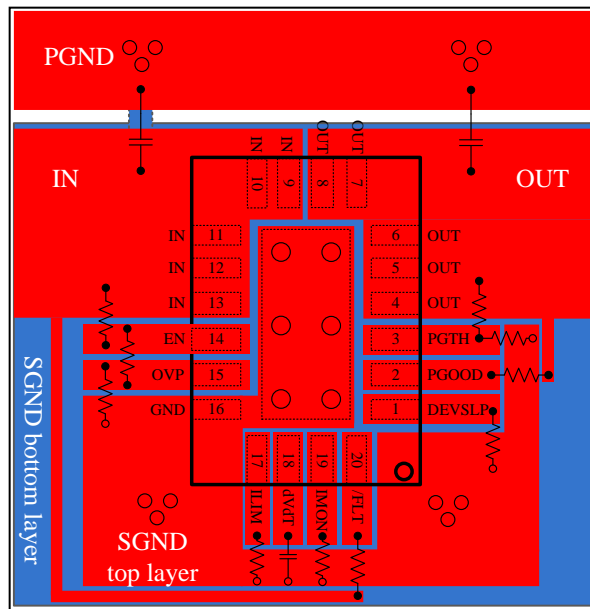 PGND
IN
OUT
IN
IN
OUT
OUT
10
9
8
7
IN 11
IN 12
IN 13
EN 14
OVP 15
GND 16
6 OUT
5 OUT
4 OUT
3 PGTH
2 PGOOD
1 DEVSLP
17
18
19
20
ILIM
dVdT
IMON
/FLT
SGND bottom layer
SGND
top layer